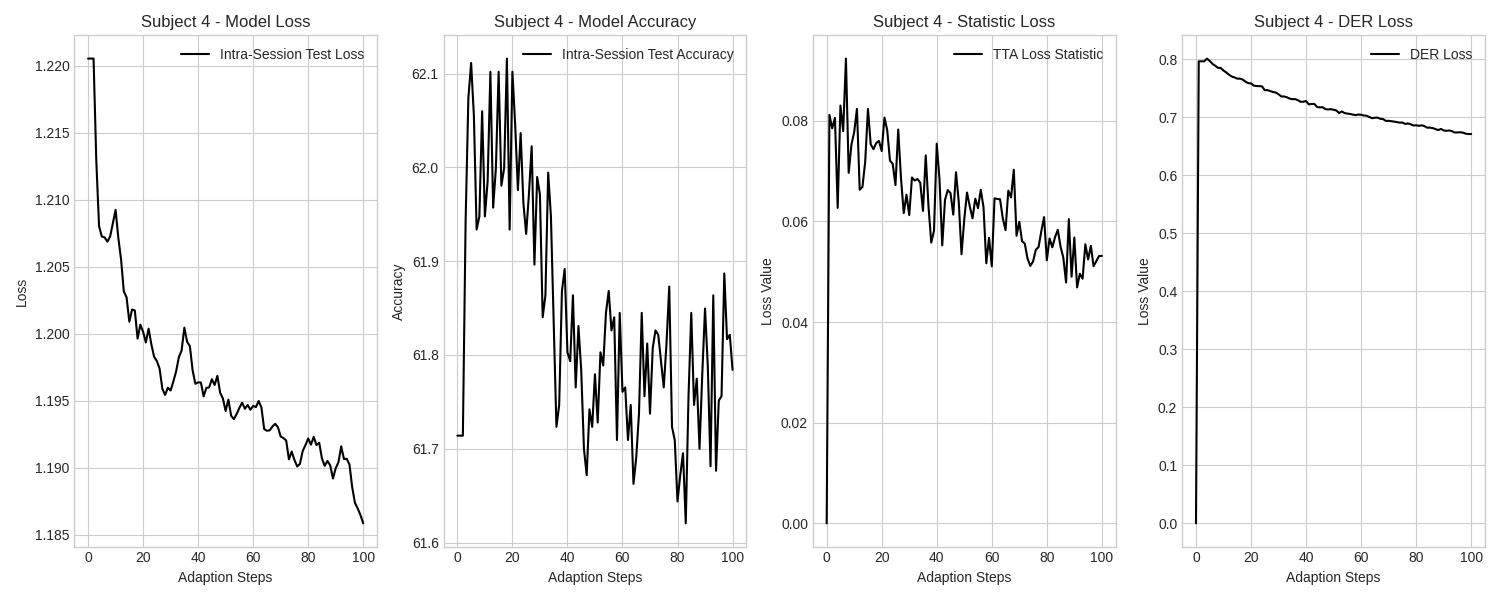 Subject 4 - Model Loss
Intra-Session Test Loss
1.220
1.215
1.210
1.205
1.200
1.195
1.190
1.185
Loss
0 20 40 60 80 100
Adaption Steps
Subject 4 - Model Accuracy
Intra-Session Test Accuracy
62.1
62.0
61.9
61.8
61.7
61.6
Accuracy
0 20 40 60 80 100
Adaption Steps
Subject 4 - Statistic Loss
TTA Loss Statistic
0.08
0.06
0.04
0.02
0.00
Loss Value
0 20 40 60 80 100
Adaption Steps
Subject 4 - DER Loss
DER Loss
0.8
0.7
0.6
0.5
0.4
0.3
0.2
0.1
0.0
Loss Value
0 20 40 60 80 100
Adaption Steps